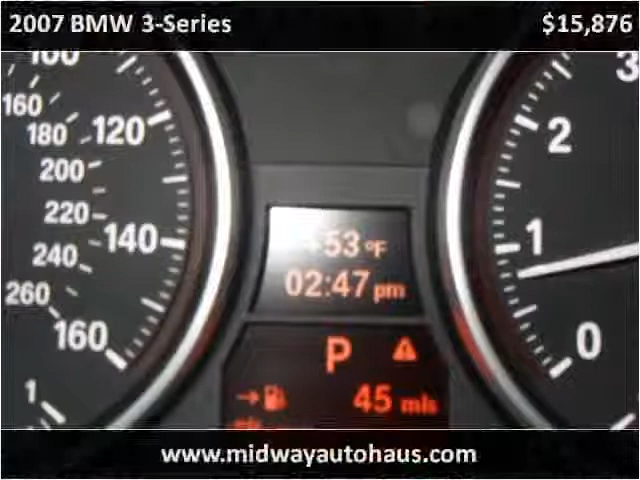 2007 BMW 3-Series $15,876
100
160
180 120
200
220
140
240
260
160
1
+53°F
02:47 pm
P
45 mls
3
2
1
0
www.midwayautohaus.com